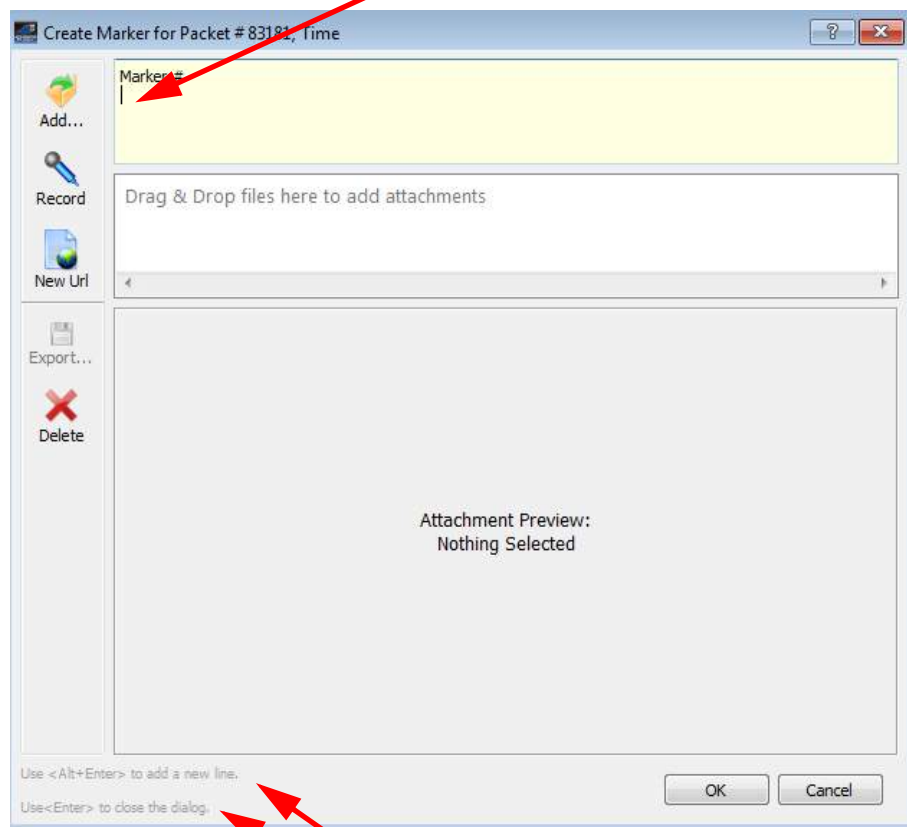 Create Marker for Packet # 83181, Time
Marker #
Add...
Record
New Url
Export...
Delete
Drag & Drop files here to add attachments
Attachment Preview:
Nothing Selected
Use <Alt+Enter> to add a new line.
Use<Enter> to close the dialog.
OK
Cancel